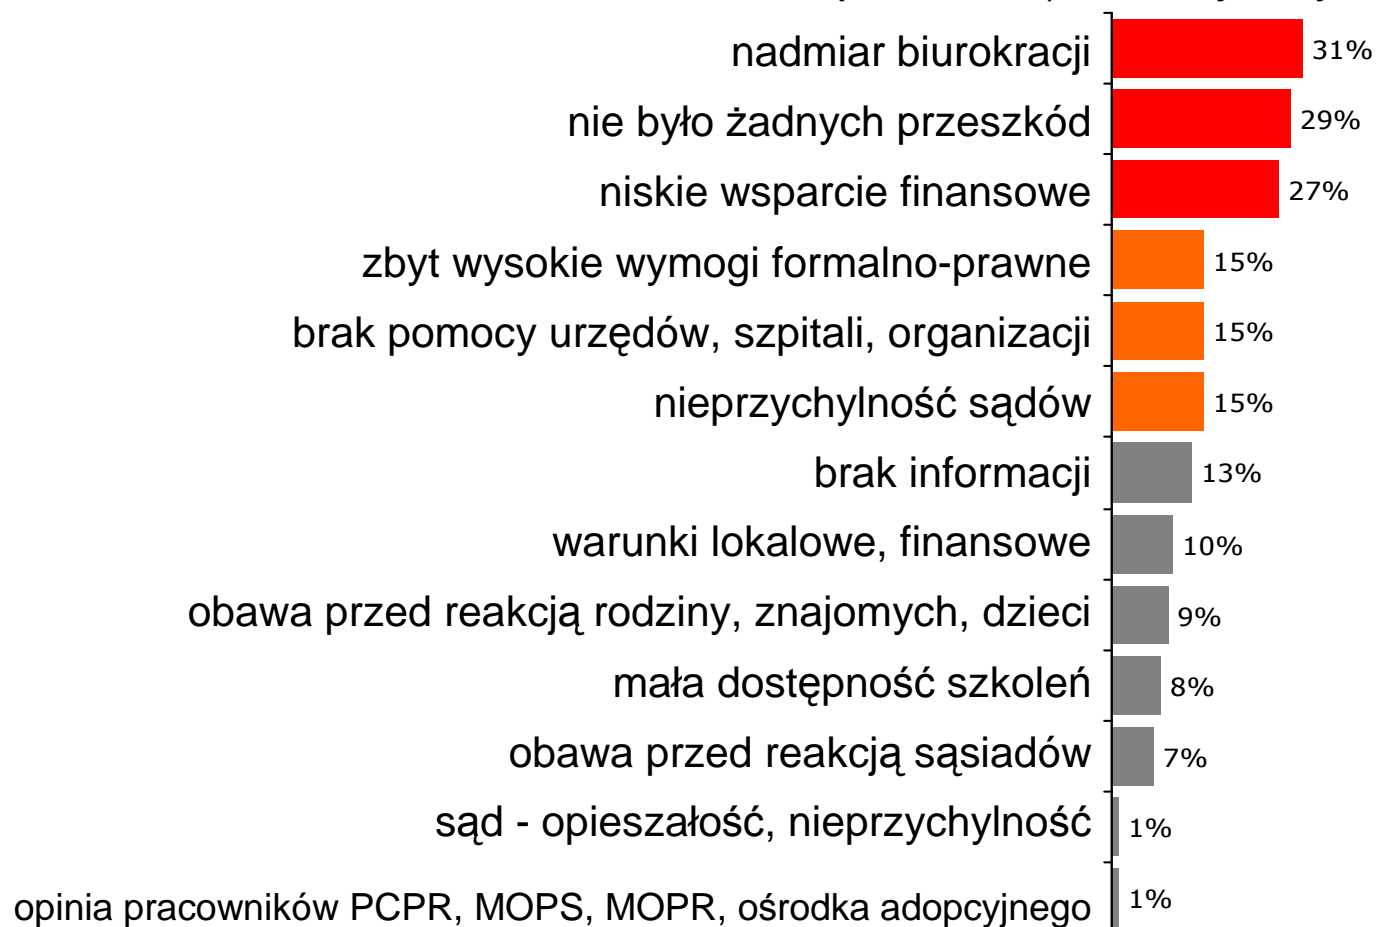 nadmiar biurokracji 31%
nie było żadnych przeszkód 29%
niskie wsparcie finansowe 27%
zbyt wysokie wymogi formalno-prawne 15%
brak pomocy urzędów, szpitali, organizacji 15%
nieprzychylność sądów 15%
brak informacji 13%
warunki lokalowe, finansowe 10%
obawa przed reakcją rodziny, znajomych, dzieci 9%
mała dostępność szkoleń 8%
obawa przed reakcją sąsiadów 7%
sąd - opieszałość, nieprzychylność 1%
opinia pracowników PCPR, MOPS, MOPR, ośrodka adopcyjnego 1%